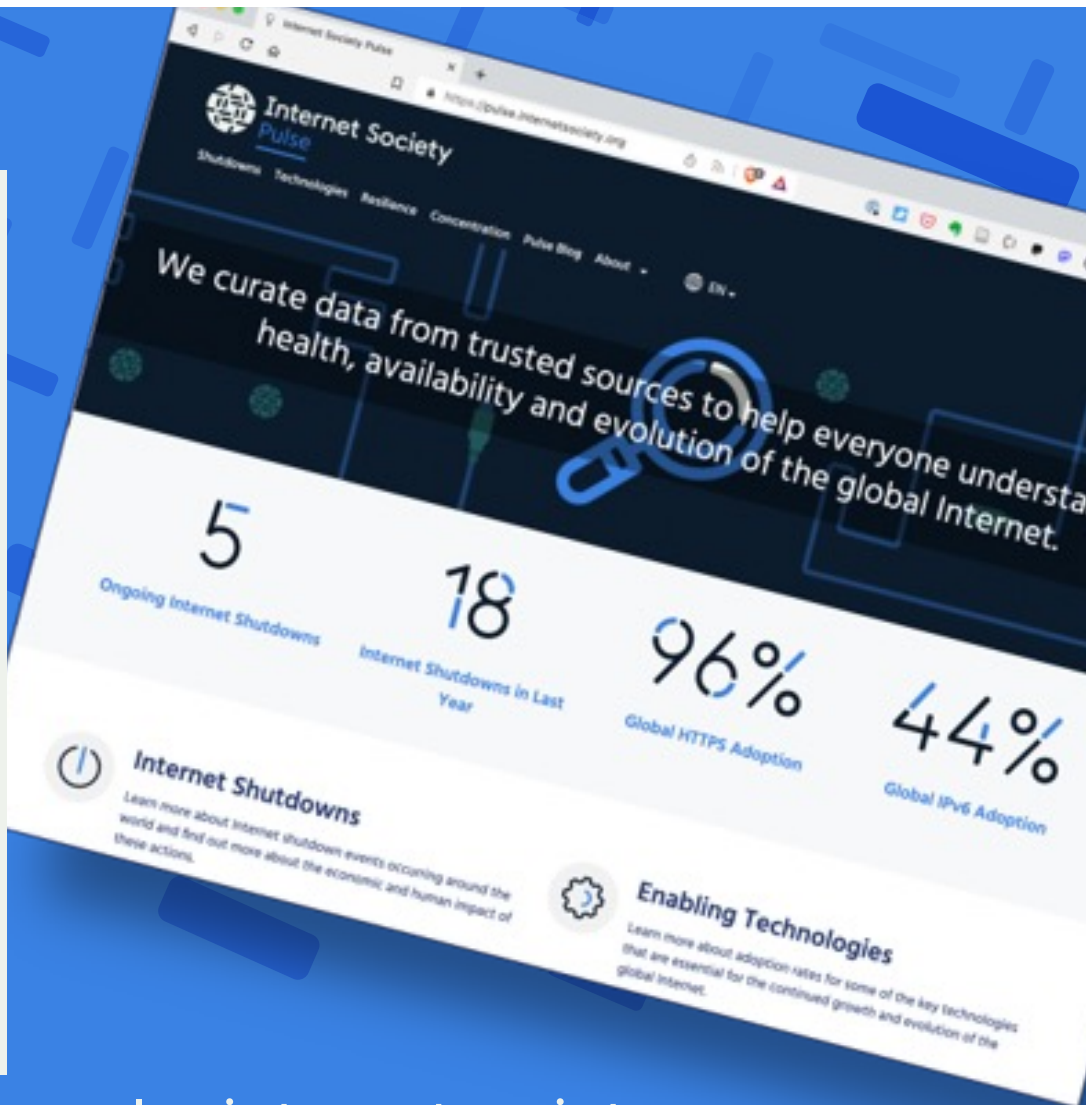 Internet Society Pulse
https://pulse.internetsociety.org
Internet Society
Pulse
Shutdowns Technologies Resilience Concentration Pulse Blog About EN
We curate data from trusted sources to help everyone understa
health, availability and evolution of the global Internet.
5
Ongoing Internet Shutdowns
18
Internet Shutdowns in Last
Year
96%
Global HTTPS Adoption
44%
Global IPv6 Adoption
Internet Shutdowns
Learn more about Internet shutdown events occurring around the
world and find out more about the economic and human impact of
these actions.
Enabling Technologies
Learn more about adoption rates for some of the key technologies
that are essential for the continued growth and evolution of the
global Internet.